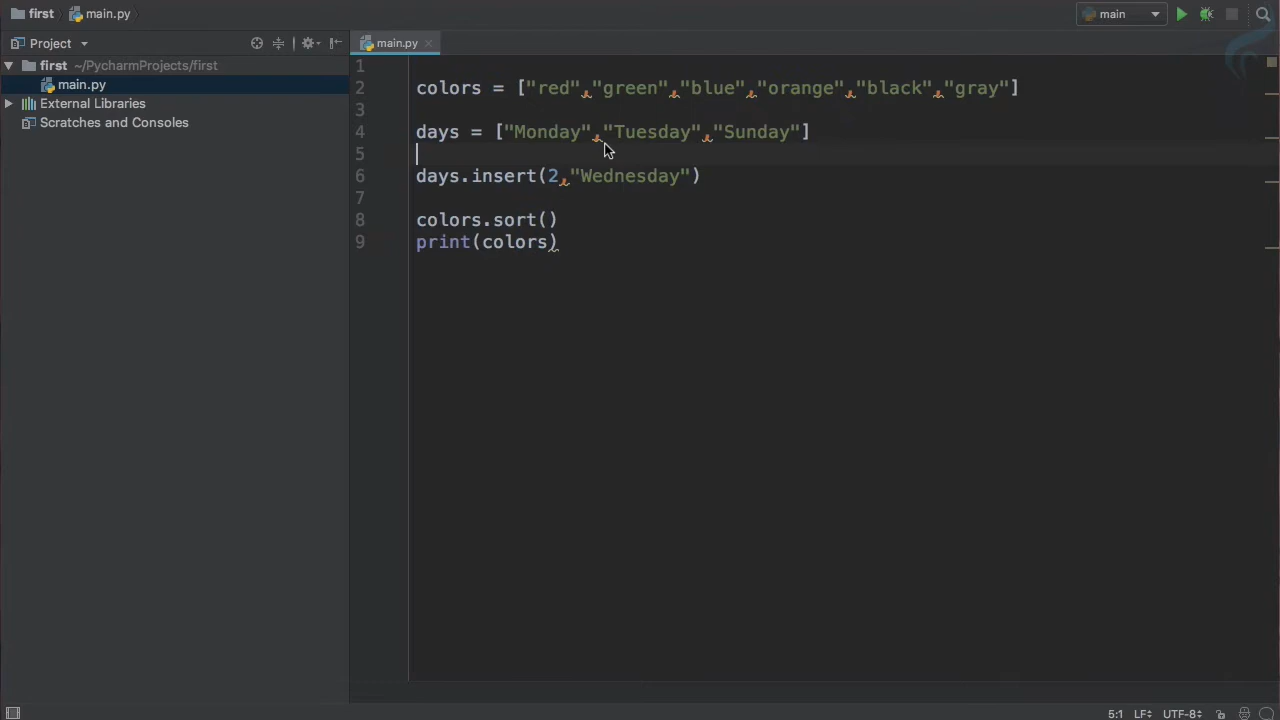 first main.py
main
Project
main.py
first ~/PycharmProjects/first
main.py
External Libraries
Scratches and Consoles
1
2 colors = ["red","green","blue","orange","black","gray"]
3
4 days = ["Monday","Tuesday","Sunday"]
5
6 days.insert(2,"Wednesday")
7
8 colors.sort()
9 print(colors)
5:1 LF UTF-8